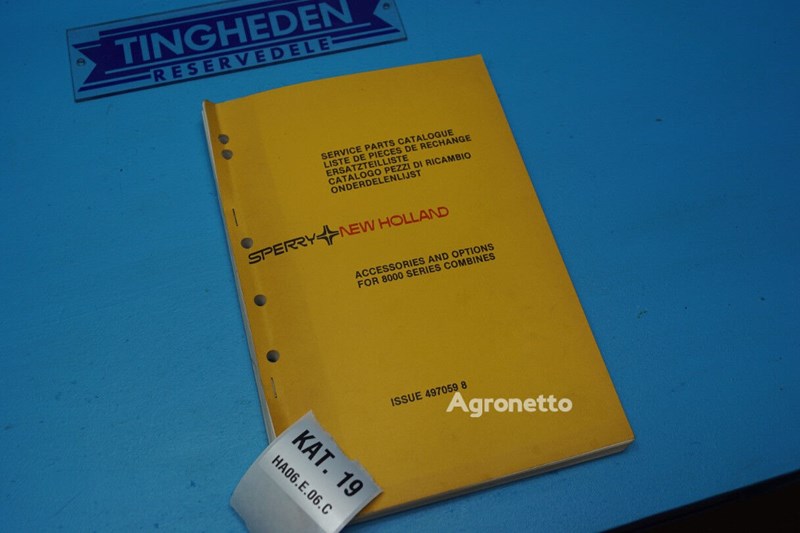 TINGHEDEN
RESERVEDELE
SERVICE PARTS CATALOGUE
LISTE DE PIECES DE RECHANGE
ERSATZTEILLISTE
CATALOGO PEZZI DI RICAMBIO
ONDERDELENLIJST
SPERRY NEW HOLLAND
ACCESSORIES AND OPTIONS
FOR 8000 SERIES COMBINES
ISSUE 497059 8
Agronetto
KAT. 19
HA06.E.06.C